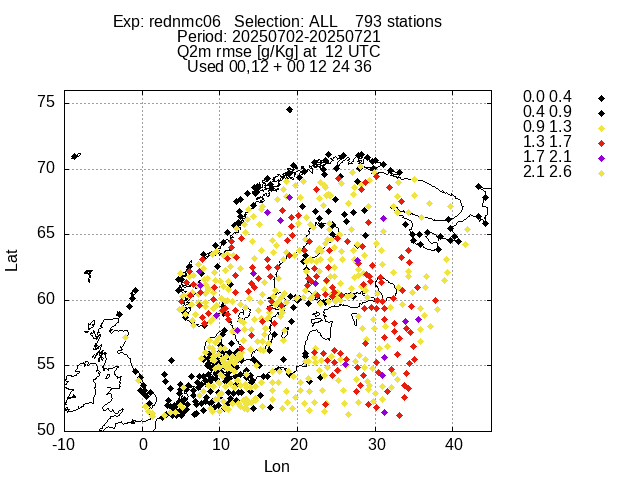 Exp: rednmc06   Selection: ALL    793 stations
Period: 20250702-20250721
Q2m rmse [g/Kg] at  12 UTC
Used 00,12 + 00 12 24 36
0.0 0.4
0.4 0.9
0.9 1.3
1.3 1.7
1.7 2.1
2.1 2.6
75
70
65
60
55
50
Lat
-10 0 10 20 30 40
Lon